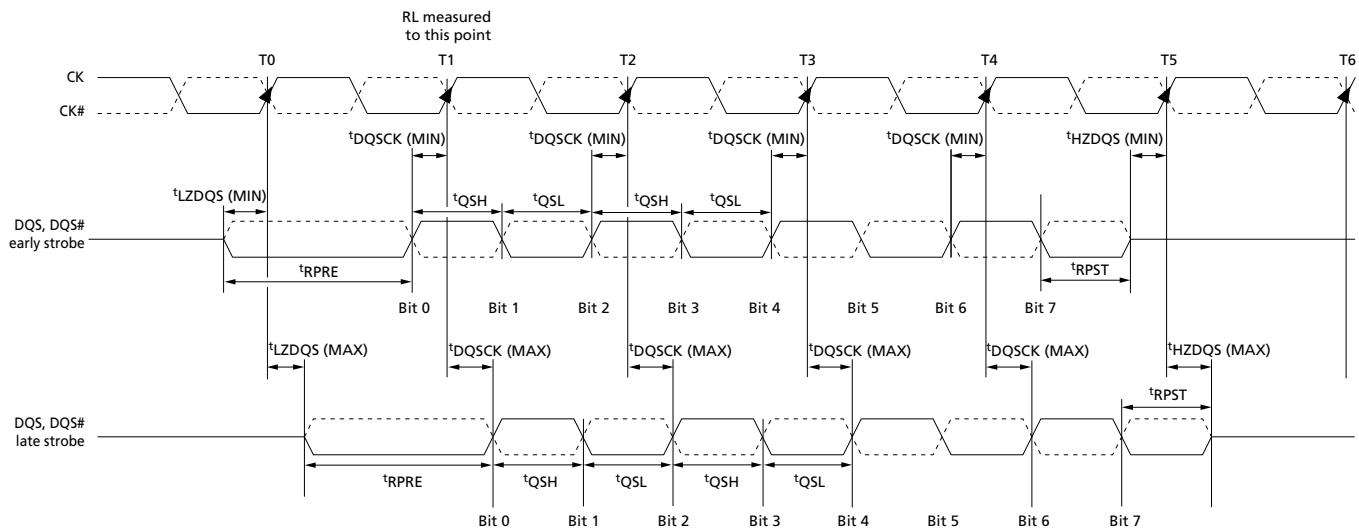 RL measured
to this point
T0 T1 T2 T3 T4 T5 T6
CK
CK#
tDQSCK (MIN) tDQSCK (MIN) tDQSCK (MIN) tDQSCK (MIN) tHZDQS (MIN)
tLZDQS (MIN) tQSH tQSL tQSH tQSL
DQS, DQS#
early strobe
tRPRE tRPST
Bit 0 Bit 1 Bit 2 Bit 3 Bit 4 Bit 5 Bit 6 Bit 7
tLZDQS (MAX) tDQSCK (MAX) tDQSCK (MAX) tDQSCK (MAX) tDQSCK (MAX) tHZDQS (MAX)
tRPST
DQS, DQS#
late strobe
tRPRE tQSH tQSL tQSH tQSL
Bit 0 Bit 1 Bit 2 Bit 3 Bit 4 Bit 5 Bit 6 Bit 7